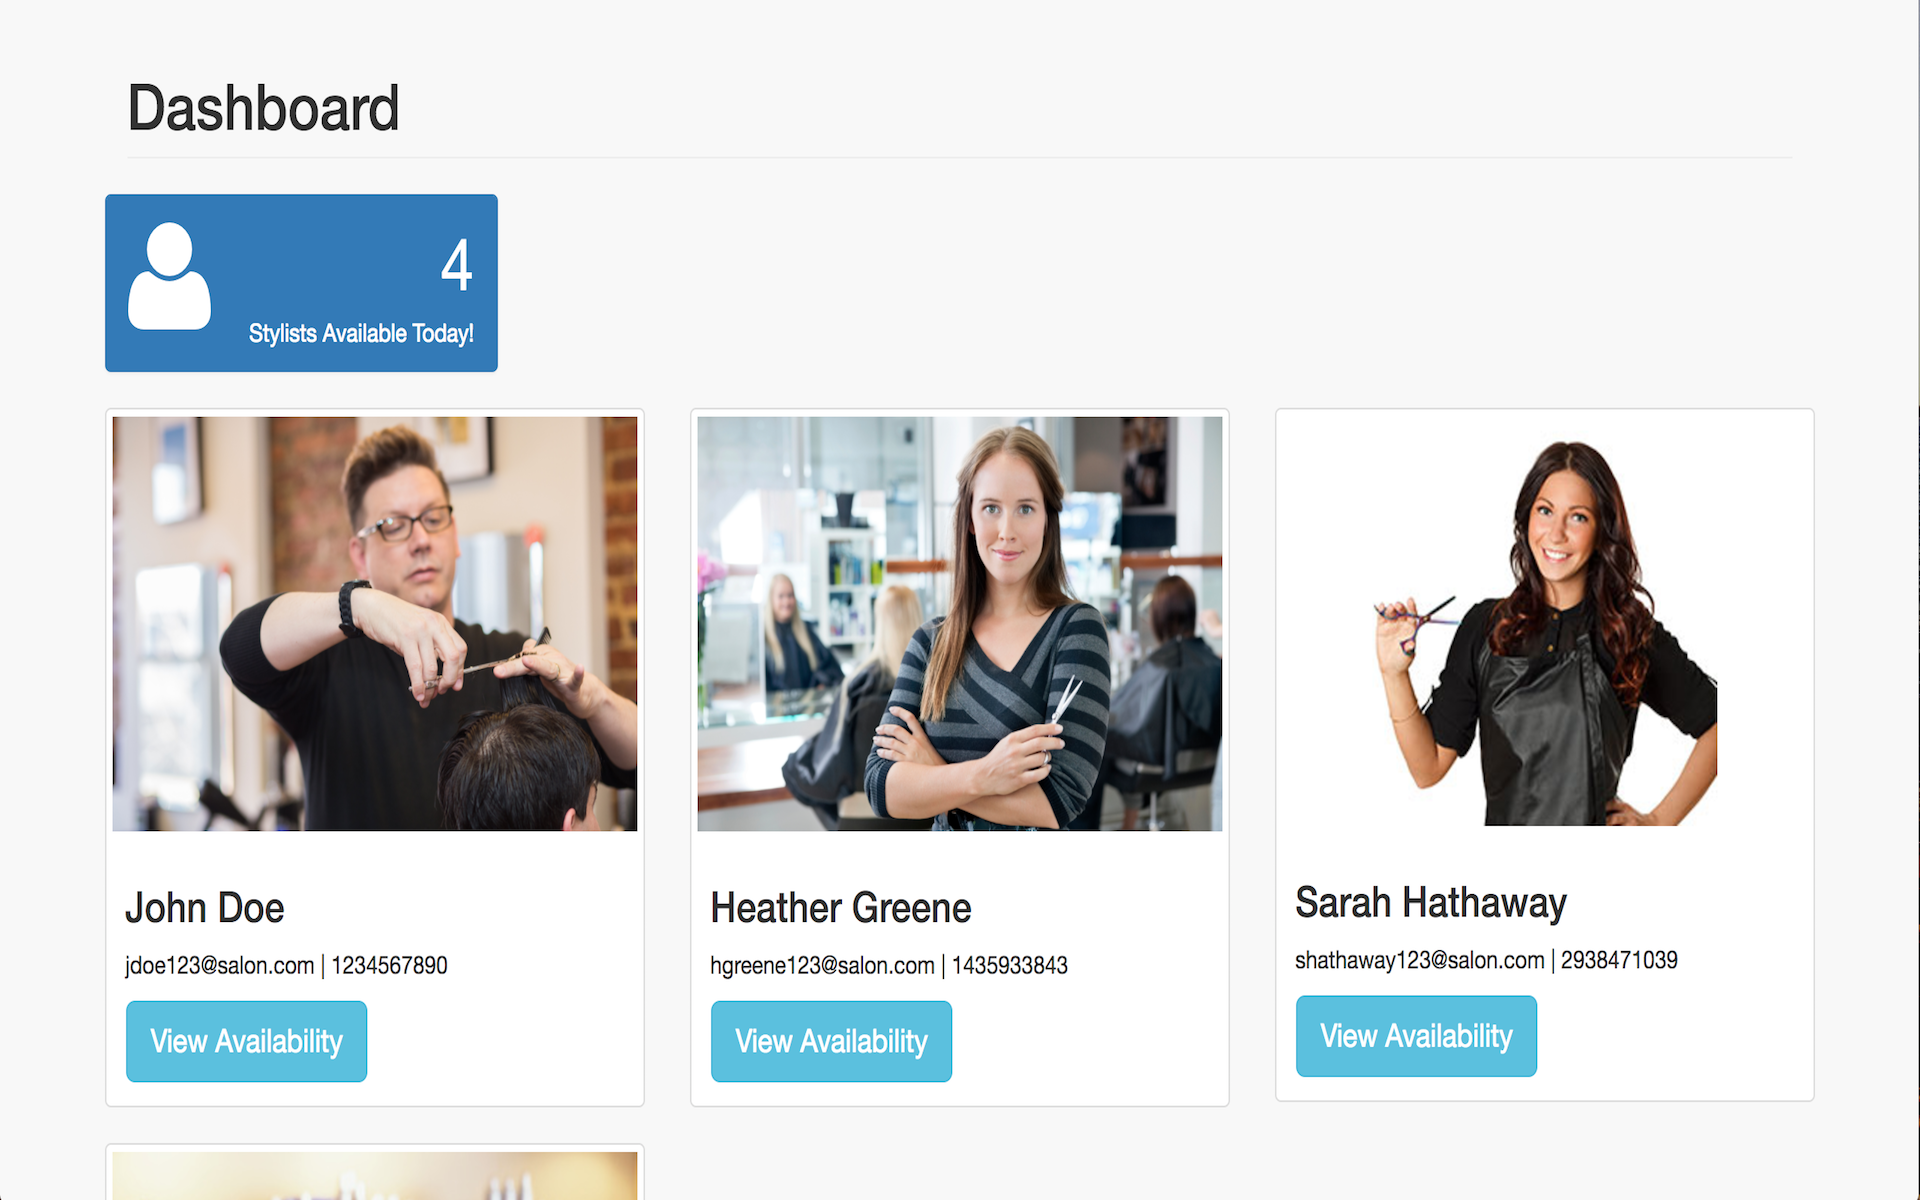 Dashboard
4
Stylists Available Today!
John Doe
jdoe123@salon.com | 1234567890
View Availability
Heather Greene
hgreene123@salon.com | 1435933843
View Availability
Sarah Hathaway
shathaway123@salon.com | 2938471039
View Availability